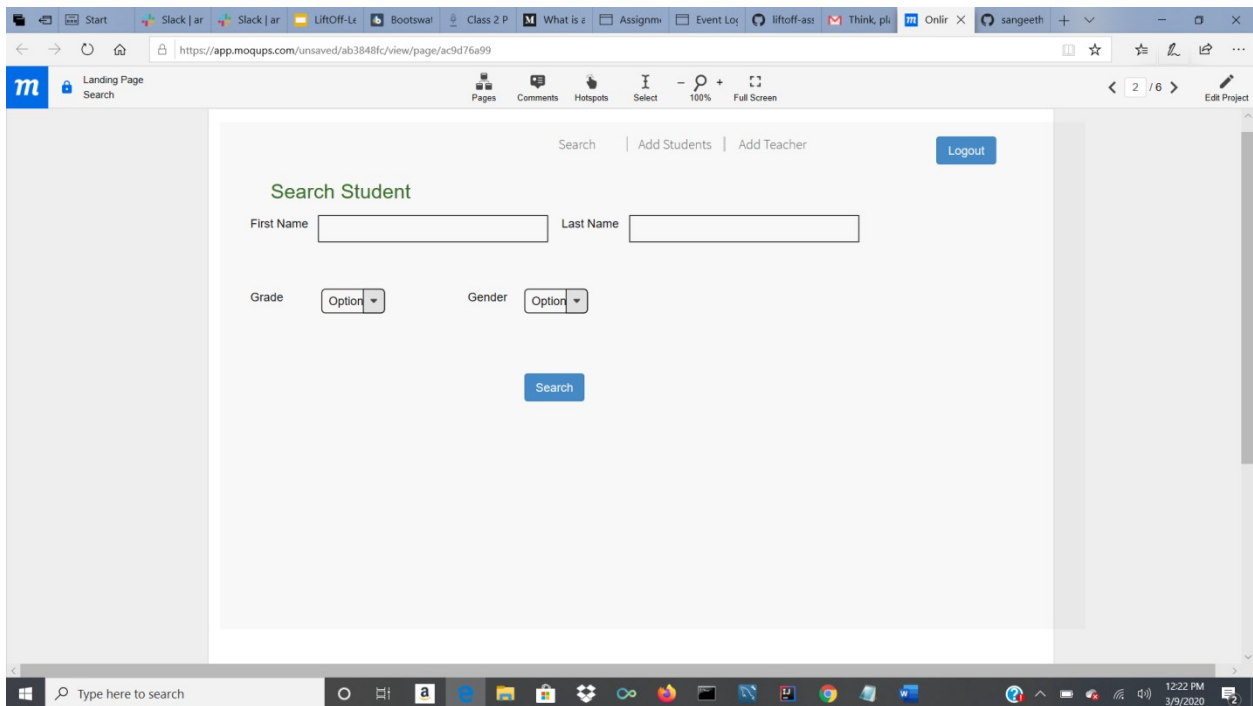 Start Slack | ar Slack | ar LiftOff-Le Bootswat Class 2 P M What is a Assignme Event Log liftoff-ass Think, pla m Onlir sangeeth
https://app.moqups.com/unsaved/ab3848fc/view/page/ac9d76a99
m Landing Page
Search
Pages Comments Hotspots Select - 100% + Full Screen 2 /6 Edit Project
Search | Add Students | Add Teacher Logout
Search Student
First Name Last Name
Grade Option Gender Option
Search
Type here to search a W 12:22 PM
3/9/2020 2